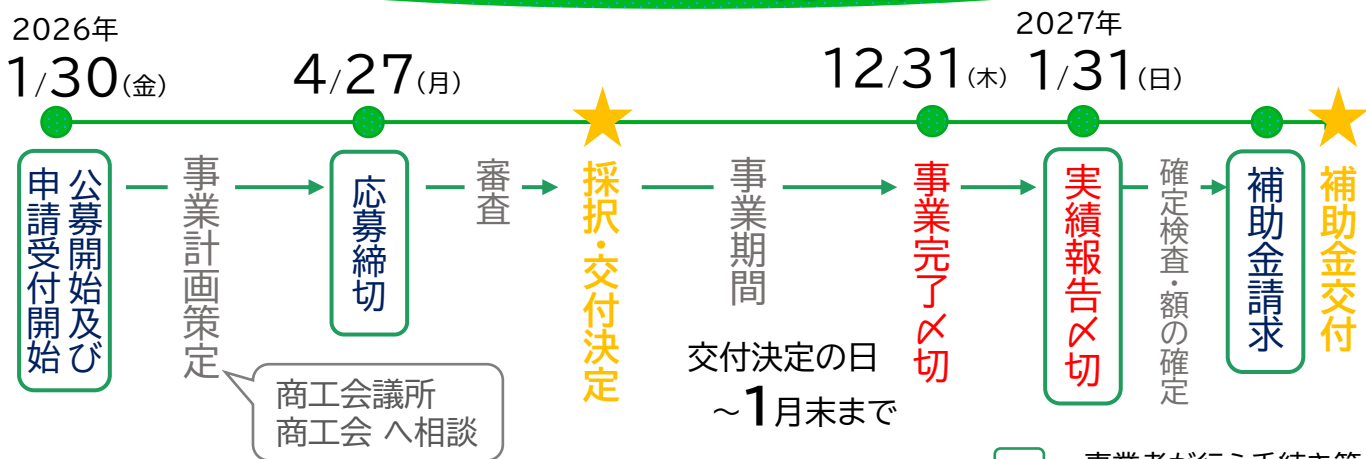 2026年
1/30(金)
4/27(月)
12/31(木)
2027年
1/31(日)
公募開始及び
申請受付開始
事業計画策定
応募締切
審査
採択・交付決定
事業期間
事業完了〆切
実績報告〆切
確定検査・額の確定
補助金請求
補助金交付
商工会議所
商工会 へ相談
交付決定の日
～1月末まで